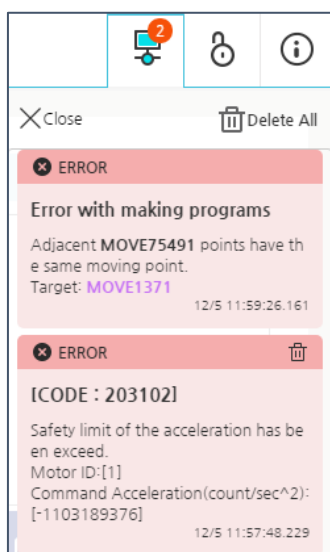 2
Close
Delete All
ERROR
Error with making programs
Adjacent MOVE75491 points have th
e same moving point.
Target: MOVE1371
12/5 11:59:26.161
ERROR
[CODE : 203102]
Safety limit of the acceleration has be
en exceed.
Motor ID:[1]
Command Acceleration(count/sec^2):
[-1103189376]
12/5 11:57:48.229